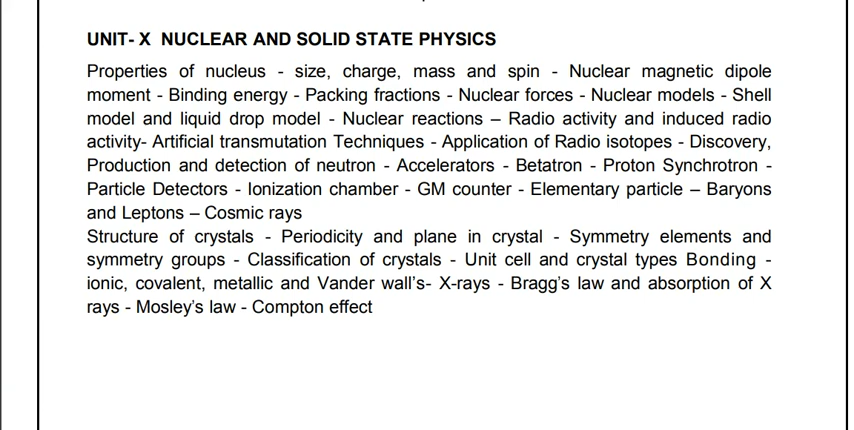 UNIT- X NUCLEAR AND SOLID STATE PHYSICS
Properties of nucleus - size, charge, mass and spin - Nuclear magnetic dipole
moment - Binding energy - Packing fractions - Nuclear forces - Nuclear models - Shell
model and liquid drop model - Nuclear reactions – Radio activity and induced radio
activity- Artificial transmutation Techniques - Application of Radio isotopes - Discovery,
Production and detection of neutron - Accelerators - Betatron - Proton Synchrotron -
Particle Detectors - Ionization chamber - GM counter - Elementary particle – Baryons
and Leptons – Cosmic rays
Structure of crystals - Periodicity and plane in crystal - Symmetry elements and
symmetry groups - Classification of crystals - Unit cell and crystal types Bonding -
ionic, covalent, metallic and Vander wall’s- X-rays - Bragg’s law and absorption of X
rays - Mosley’s law - Compton effect